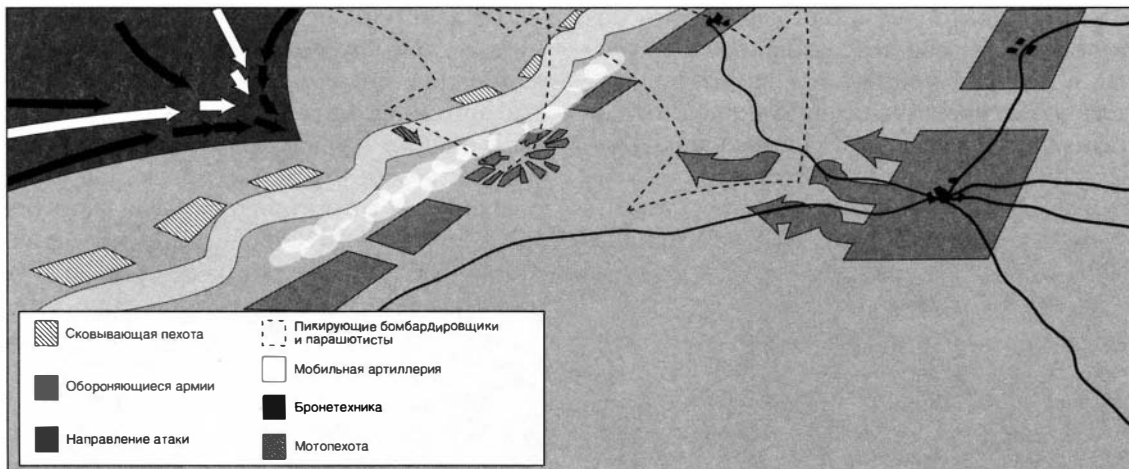 Сковывающая пехота
Обороняющиеся армии
Направление атаки
Пикирующие бомбардировщики
и парашютисты
Мобильная артиллерия
Бронетехника
Мотопехота